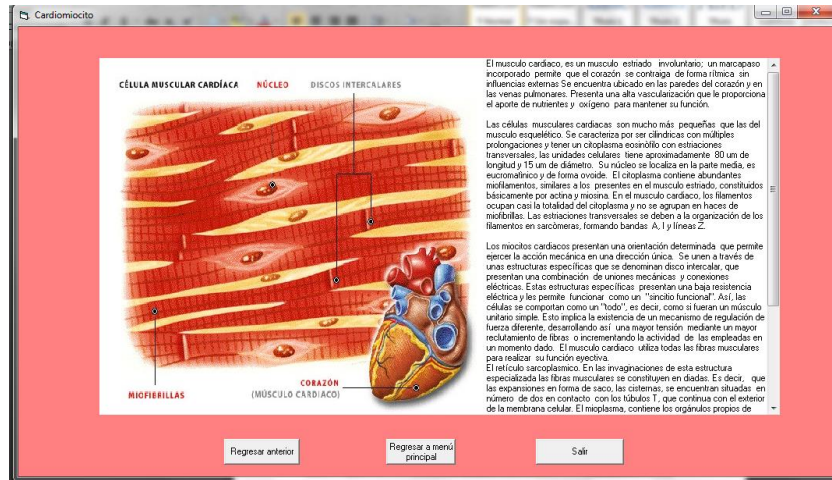 Cardiomiocito
CÉLULA MUSCULAR CARDÍACA NÚCLEO DISCOS INTERCALARES
MIOFIBRILLAS
CORAZÓN
(MÚSCULO CARDIACO)
El musculo cardiaco, es un musculo estriado involuntario; un marcapaso
incorporado permite que el corazón se contraiga de forma rítmica sin
influencias externas Se encuentra ubicado en las paredes del corazón y en
las venas pulmonares. Presenta una alta vascularización que le proporciona
el aporte de nutrientes y oxígeno para mantener su función.
Las células musculares cardiacas son mucho más pequeñas que las del
musculo esquelético. Se caracteriza por ser cilíndricas con múltiples
prolongaciones y tener un citoplasma eosinòfilo con estriaciones
transversales, las unidades celulares tiene aproximadamente 80 um de
longitud y 15 um de diámetro. Su núcleo se localiza en la parte media, es
eucromatìnico y de forma ovoide. El citoplasma contiene abundantes
miofilamentos, similares a los presentes en el musculo estriado, constituidos
básicamente por actina y miosina. En el musculo cardiaco, los filamentos
ocupan casi la totalidad del citoplasma y no se agrupan en haces de
miofibrillas. Las estriaciones transversales se deben a la organización de los
filamentos en sarcòmeras, formando bandas A, I y líneas Z.
Los miocitos cardiacos presentan una orientación determinada que permite
ejercer la acción mecánica en una dirección única. Se unen a través de
unas estructuras específicas que se denominan disco intercalar, que
presentan una combinación de uniones mecánicas y conexiones
eléctricas. Estas estructuras específicas presentan una baja resistencia
eléctrica y les permite funcionar como un "sincitio funcional". Así, las
células se comportan como un "todo", es decir, como si fueran un músculo
unitario simple. Esto implica la existencia de un mecanismo de regulación de
fuerza diferente, desarrollando así una mayor tensión mediante un mayor
reclutamiento de fibras o incrementando la actividad de las empleadas en
un momento dado. El musculo cardiaco utiliza todas las fibras musculares
para realizar su función eyectiva.
El retículo sarcoplasmico. En las invaginaciones de esta estructura
especializada las fibras musculares se constituyen en diadas. Es decir, que
las expansiones en forma de saco, las cisternas, se encuentran situadas en
número de dos en contacto con los túbulos T, que continua con el exterior
de la membrana celular. El mioplasma, contiene los orgánulos propios de
Regresar anterior
Regresar a menú
principal
Salir